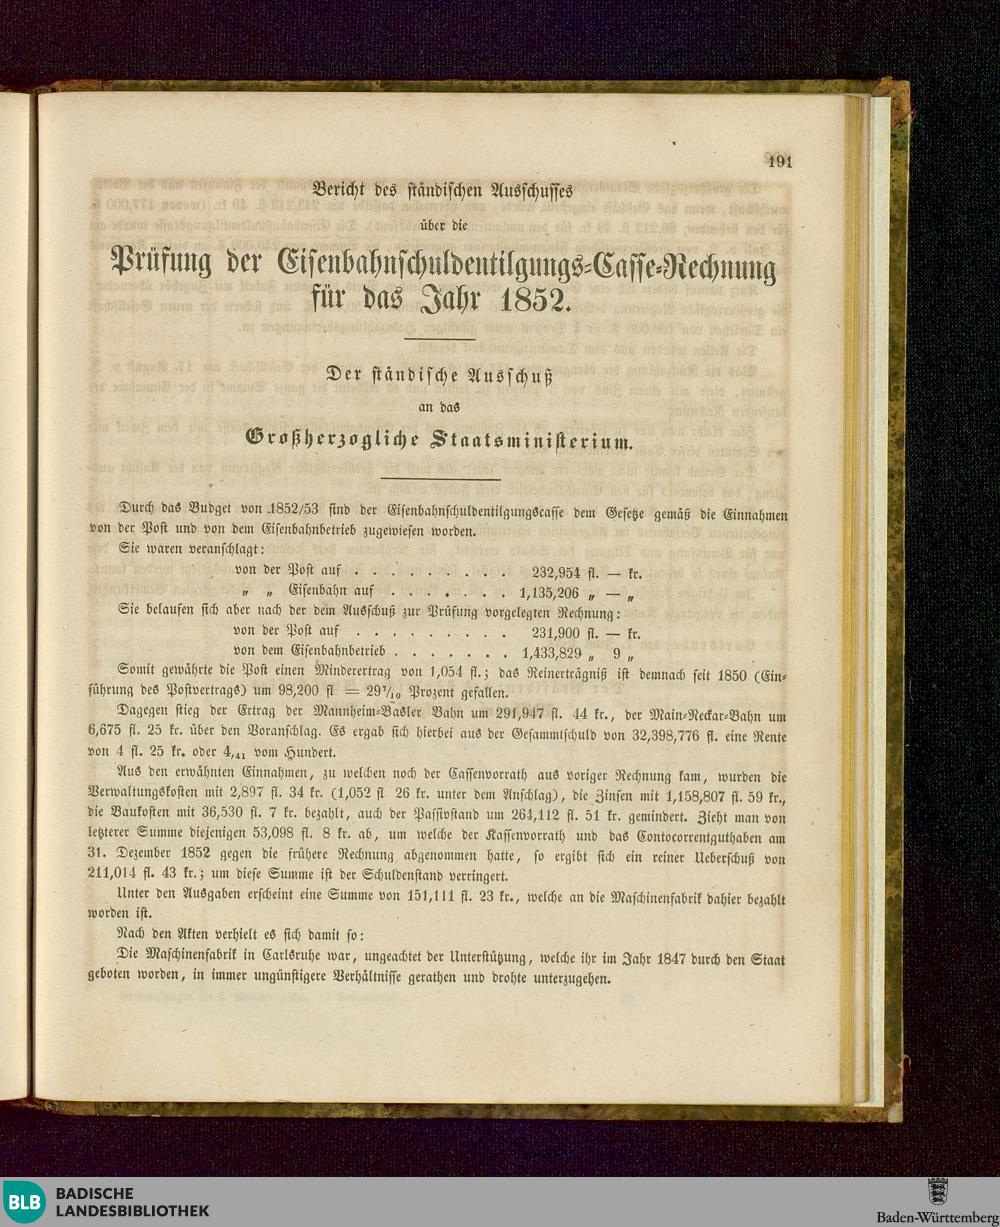 191
Bericht des ständischen Ausschusses
über die
Prüfung der Eisenbahnschuldentilgungs-Casse-Rechnung
für das Jahr 1852.
Der ständische Ausschuß
an das
Großherzogliche Staatsministerium.
Durch das Budget von 1852/53 sind der Eisenbahnschuldentilgungscasse dem Gesetze gemäß die Einnahmen
von der Post und von dem Eisenbahnbetrieb zugewiesen worden.
Sie waren veranschlagt:
von der Post auf . . . . . . . . . 232,954 fl. — kr.
„ „ Eisenbahn auf . . . . . . . 1,135,206 „ — „
Sie belaufen sich aber nach der dem Ausschuß zur Prüfung vorgelegten Rechnung:
von der Post auf . . . . . . . . . 231,900 fl. — kr.
von dem Eisenbahnbetrieb . . . . . . . 1,433,829 „ 9 „
Somit gewährte die Post einen Minderertrag von 1,054 fl.; das Reinerträgniß ist demnach seit 1850 (Ein-
führung des Postvertrags) um 98,200 fl. = 29⁷/₁₀ Prozent gefallen.
Dagegen stieg der Ertrag der Mannheim-Basler Bahn um 291,947 fl. 44 kr., der Main-Neckar-Bahn um
6,675 fl. 25 kr. über den Voranschlag. Es ergab sich hierbei aus der Gesammtschuld von 32,398,776 fl. eine Rente
von 4 fl. 25 kr. oder 4,₄₁ vom Hundert.
Aus den erwähnten Einnahmen, zu welchen noch der Cassenvorrath aus voriger Rechnung kam, wurden die
Verwaltungskosten mit 2,897 fl. 34 kr. (1,052 fl 26 kr. unter dem Anschlag), die Zinsen mit 1,158,807 fl. 59 kr.,
die Baukosten mit 36,530 fl. 7 kr. bezahlt, auch der Passivstand um 264,112 fl. 51 kr. gemindert. Zieht man von
letzterer Summe diejenigen 53,098 fl. 8 kr. ab, um welche der Kassenvorrath und das Contocorrentguthaben am
31. Dezember 1852 gegen die frühere Rechnung abgenommen hatte, so ergibt sich ein reiner Ueberschuß von
211,014 fl. 43 kr.; um diese Summe ist der Schuldenstand verringert.
Unter den Ausgaben erscheint eine Summe von 151,111 fl. 23 kr., welche an die Maschinenfabrik dahier bezahlt
worden ist.
Nach den Akten verhielt es sich damit so:
Die Maschinenfabrik in Carlsruhe war, ungeachtet der Unterstützung, welche ihr im Jahr 1847 durch den Staat
geboten worden, in immer ungünstigere Verhältnisse gerathen und drohte unterzugehen.
BLB
BADISCHE
LANDESBIBLIOTHEK
Baden-Württemberg